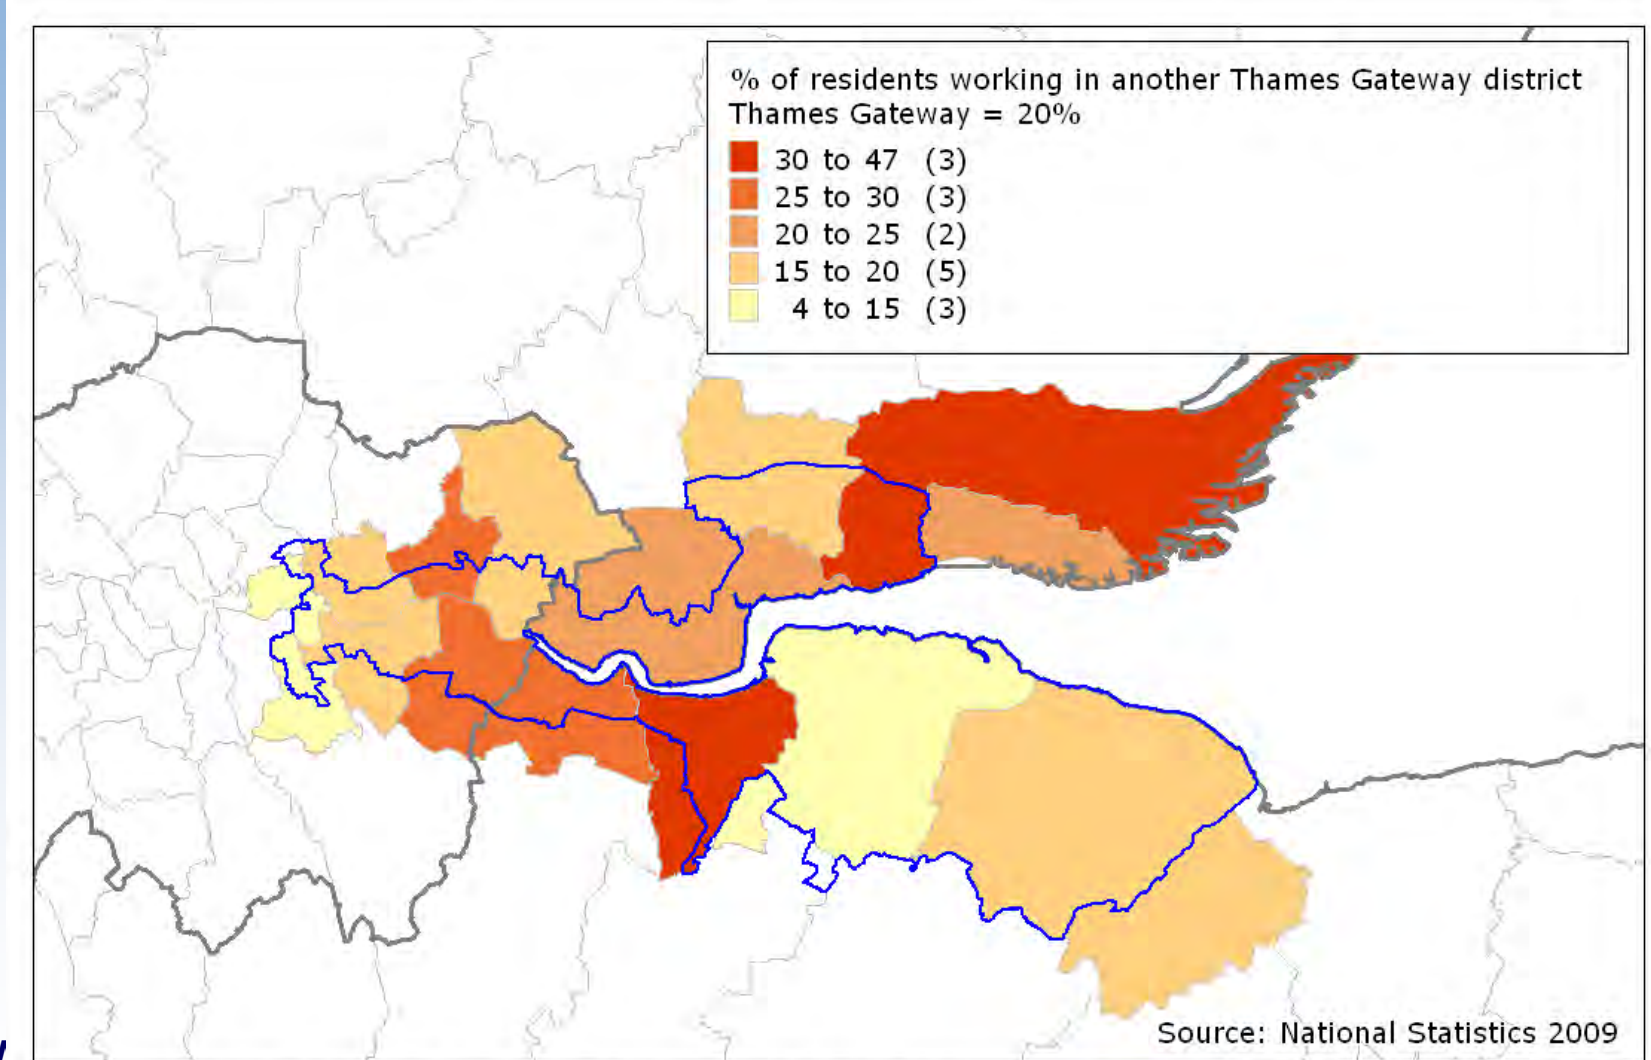 % of residents working in another Thames Gateway district
Thames Gateway = 20%
30 to 47 (3)
25 to 30 (3)
20 to 25 (2)
15 to 20 (5)
4 to 15 (3)
Source: National Statistics 2009